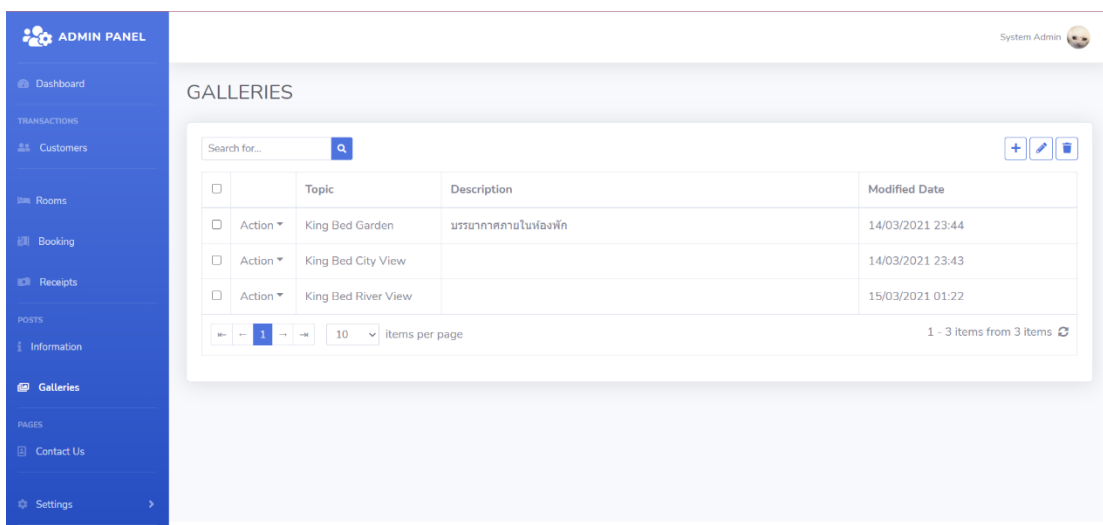 ADMIN PANEL
System Admin
Dashboard
TRANSACTIONS
Customers
Rooms
Booking
Receipts
POSTS
Information
Galleries
PAGES
Contact Us
Settings
GALLERIES
Search for...
Topic Description Modified Date
Action King Bed Garden บรรยากาศภายในห้องพัก 14/03/2021 23:44
Action King Bed City View 14/03/2021 23:43
Action King Bed River View 15/03/2021 01:22
1 10 items per page 1 - 3 items from 3 items